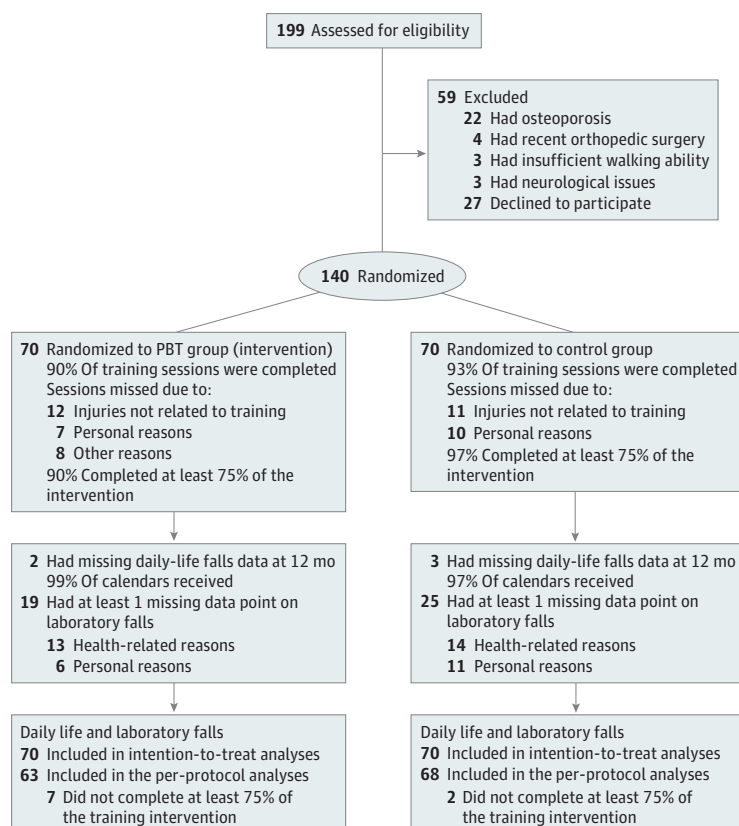 199 Assessed for eligibility
59 Excluded
22 Had osteoporosis
4 Had recent orthopedic surgery
3 Had insufficient walking ability
3 Had neurological issues
27 Declined to participate
140 Randomized
70 Randomized to PBT group (intervention)
90% Of training sessions were completed
Sessions missed due to:
12 Injuries not related to training
7 Personal reasons
8 Other reasons
90% Completed at least 75% of the
intervention
70 Randomized to control group
93% Of training sessions were completed
Sessions missed due to:
11 Injuries not related to training
10 Personal reasons
97% Completed at least 75% of the
intervention
2 Had missing daily-life falls data at 12 mo
99% Of calendars received
19 Had at least 1 missing data point on
laboratory falls
13 Health-related reasons
6 Personal reasons
3 Had missing daily-life falls data at 12 mo
97% Of calendars received
25 Had at least 1 missing data point on
laboratory falls
14 Health-related reasons
11 Personal reasons
Daily life and laboratory falls
70 Included in intention-to-treat analyses
63 Included in the per-protocol analyses
7 Did not complete at least 75% of
the training intervention
Daily life and laboratory falls
70 Included in intention-to-treat analyses
68 Included in the per-protocol analyses
2 Did not complete at least 75% of
the training intervention